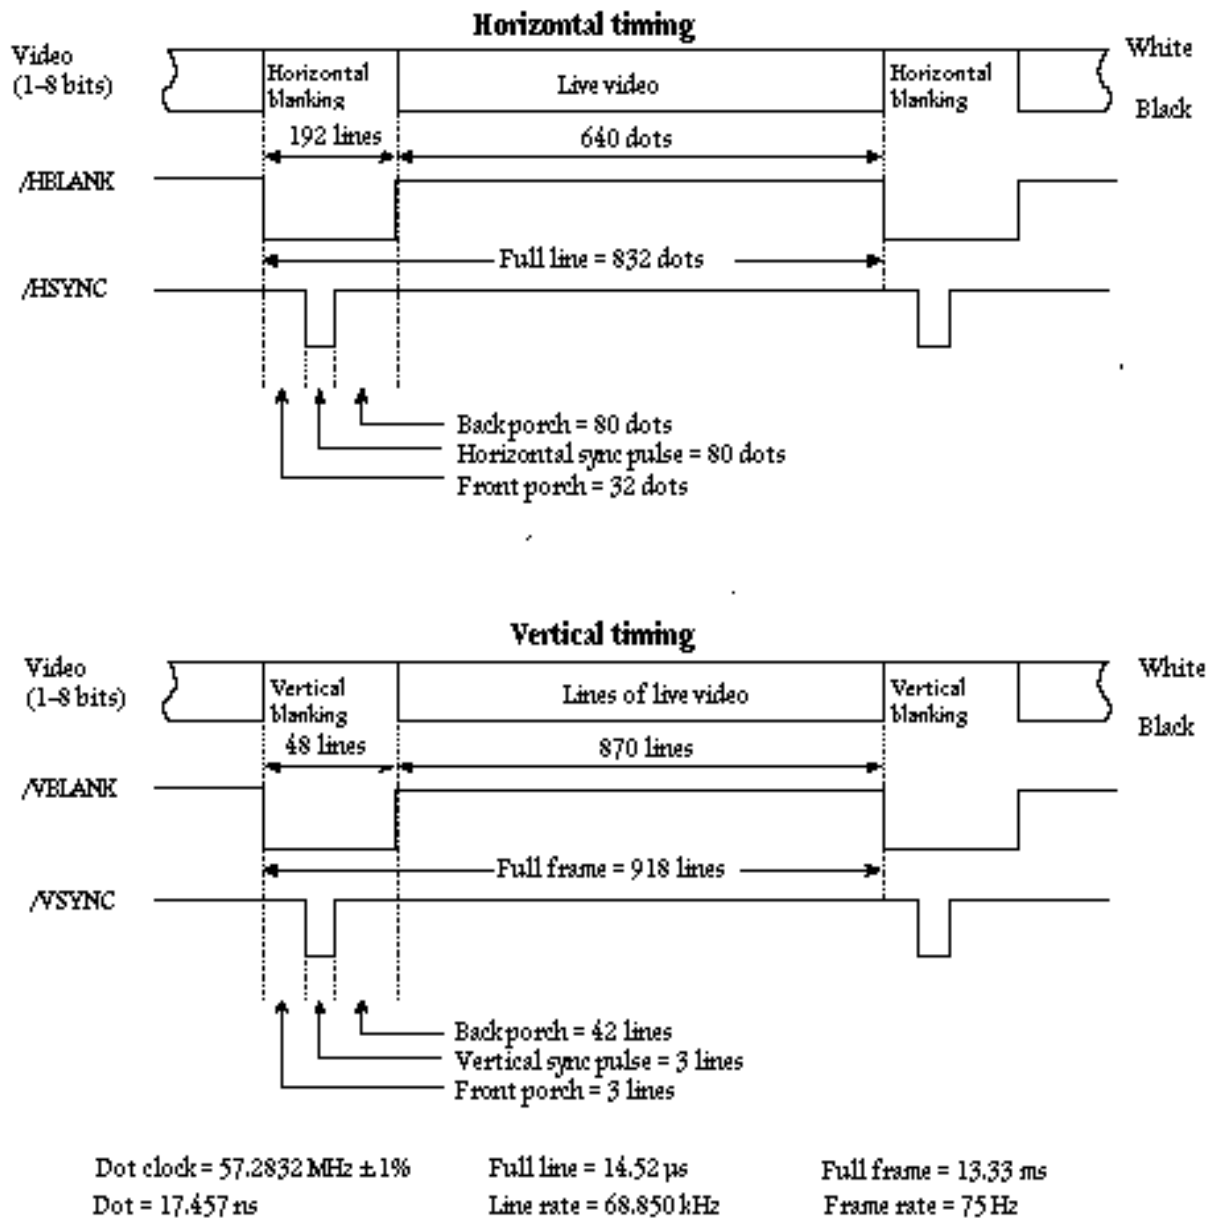 Horizontal timing
Video
(1–8 bits)
Horizontal
blanking
Live video
Horizontal
blanking
White
Black
192 lines
640 dots
/HBLANK
Full line = 832 dots
/HSYNC
Back porch = 80 dots
Horizontal sync pulse = 80 dots
Front porch = 32 dots
Vertical timing
Video
(1–8 bits)
Vertical
blanking
Lines of live video
Vertical
blanking
White
Black
48 lines
870 lines
/VBLANK
Full frame = 918 lines
/VSYNC
Back porch = 42 lines
Vertical sync pulse = 3 lines
Front porch = 3 lines
Dot clock = 57.2832 MHz ±1%
Full line = 14.52 µs
Full frame = 13.33 ms
Dot = 17.457 ns
Line rate = 68.850 kHz
Frame rate = 75 Hz